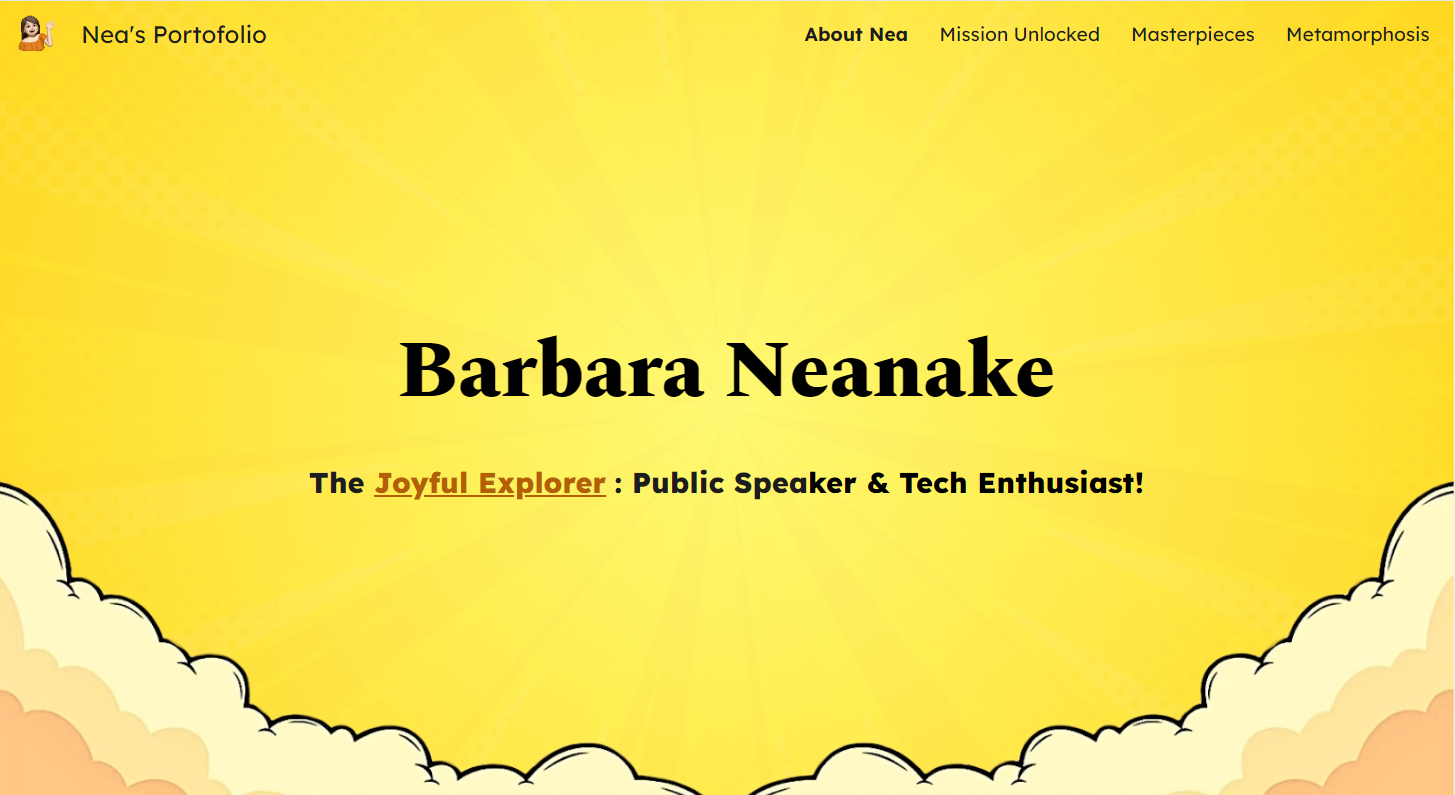 Nea's Portofolio
About Nea Mission Unlocked Masterpieces Metamorphosis
Barbara Neanake
The Joyful Explorer : Public Speaker & Tech Enthusiast!